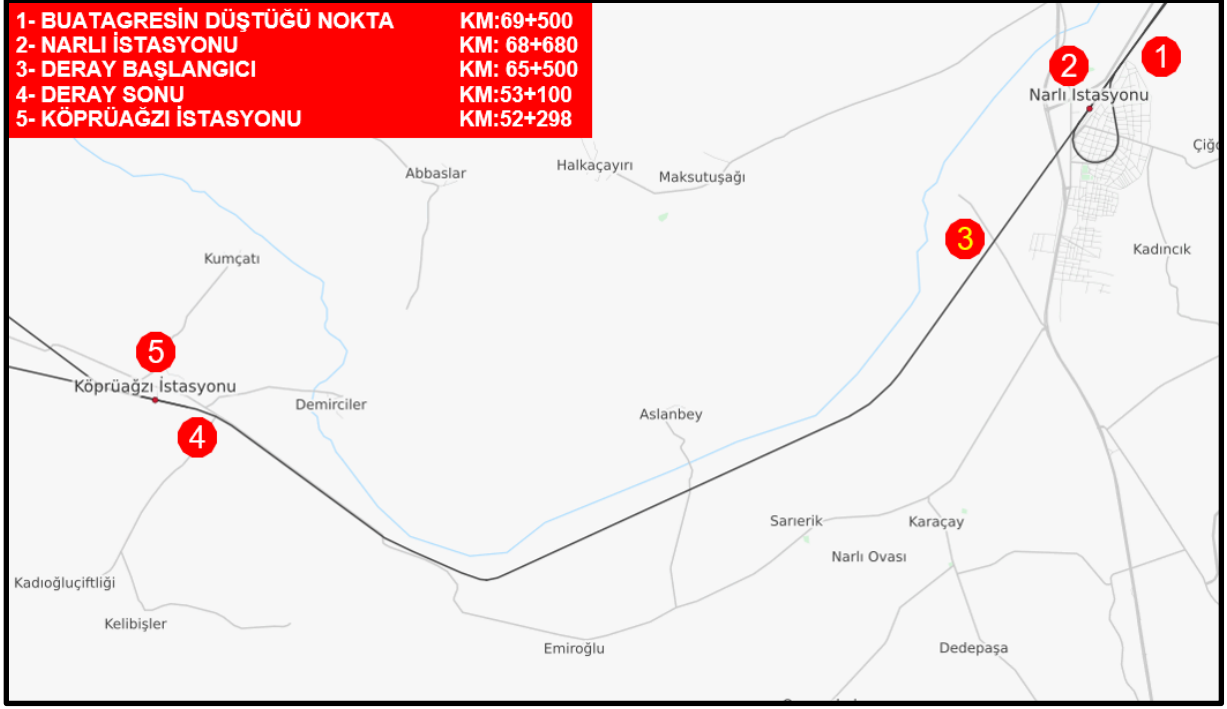 1- BUATAGRESİN DÜŞTÜĞÜ NOKTA KM:69+500
2- NARLI İSTASYONU KM: 68+680
3- DERAY BAŞLANGICI KM: 65+500
4- DERAY SONU KM:53+100
5- KÖPRÜAĞZI İSTASYONU KM:52+298
1
2
Narlı İstasyonu
Abbaslar
Halkaçayırı
Maksutuşağı
3
Kadıncık
Kumçatı
5
Köprüağzı İstasyonu
Demirciler
4
Aslanbey
Sarıerik
Karaçay
Narlı Ovası
Kadıoğluçiftliği
Kelibişler
Emiroğlu
Dedepaşa